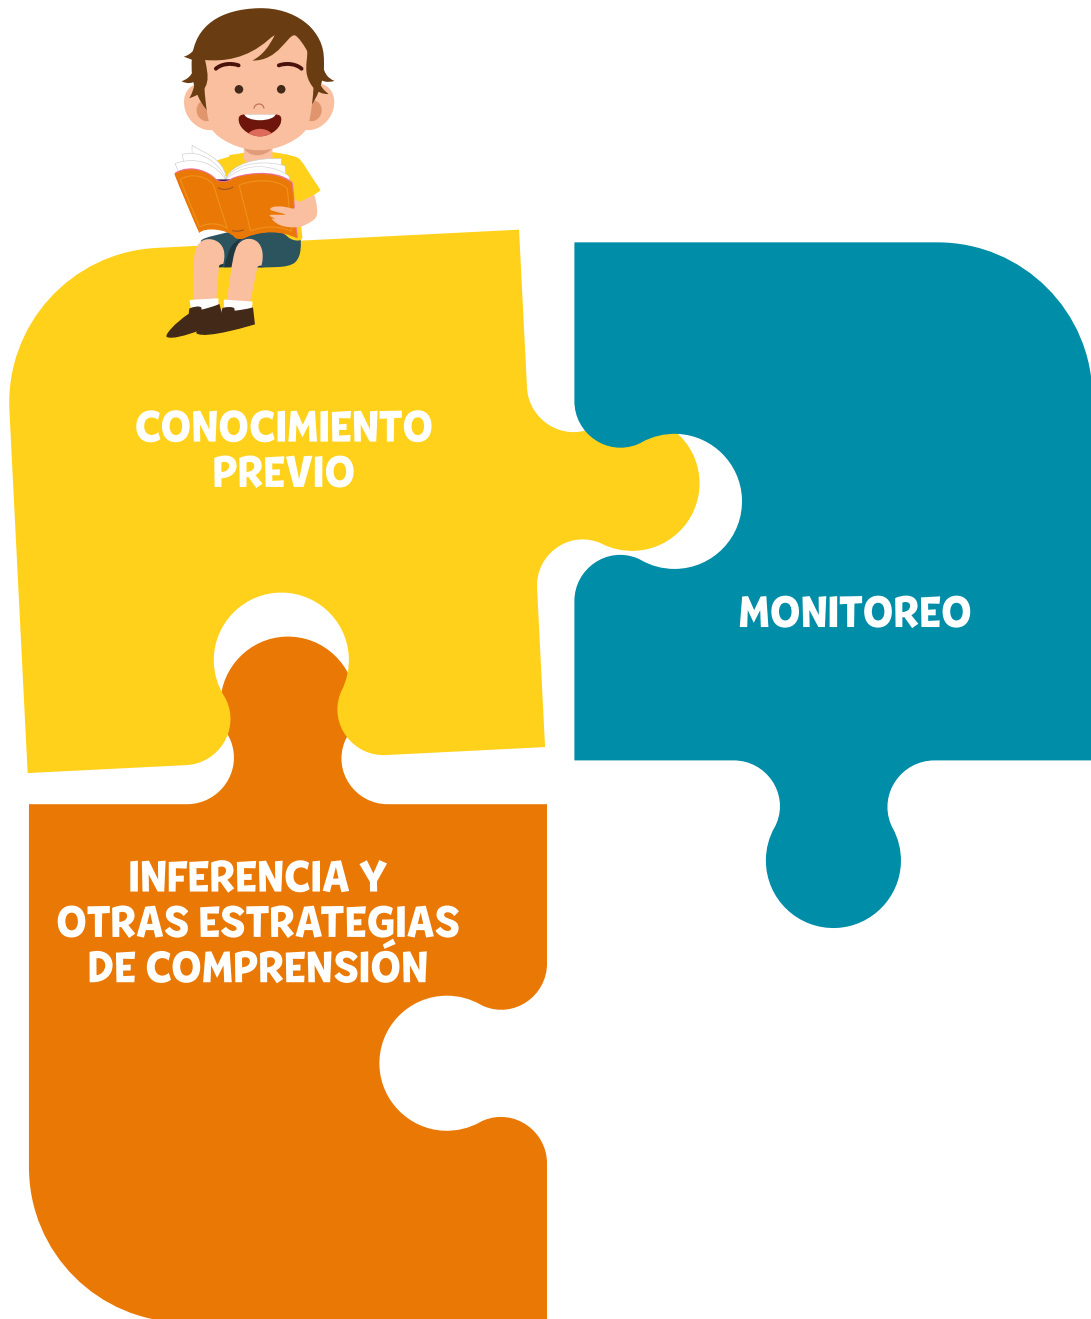 CONOCIMIENTO
PREVIO
MONITOREO
INFERENCIA Y
OTRAS ESTRATEGIAS
DE COMPRENSIÓN